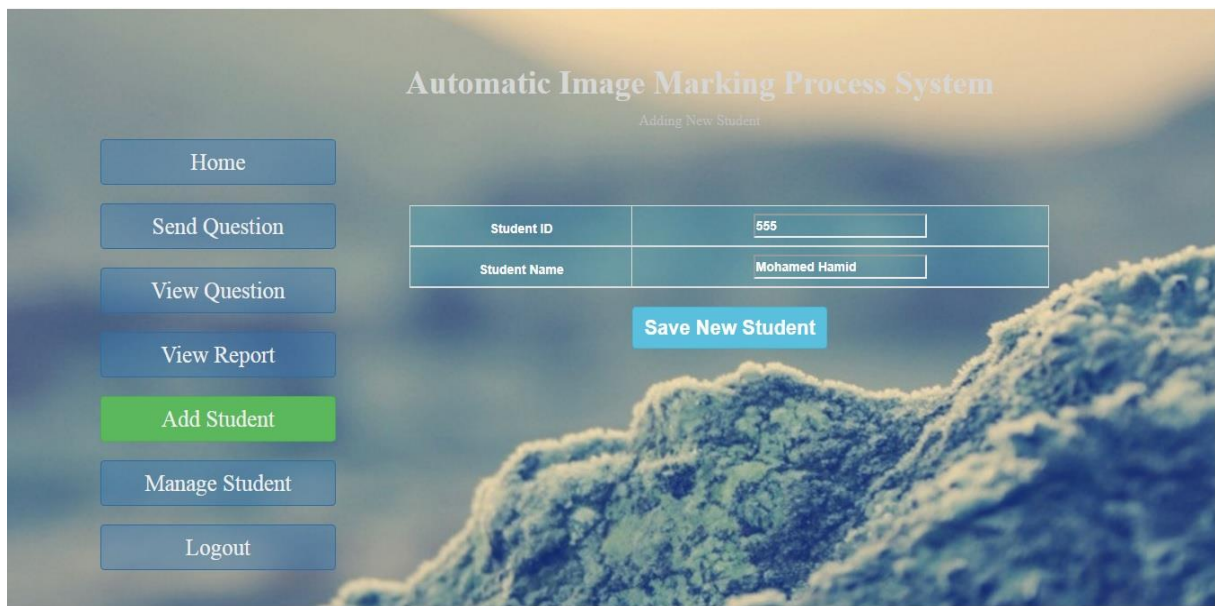 Automatic Image Marking Process System
Adding New Student
Home
Send Question
View Question
View Report
Add Student
Manage Student
Logout
Student ID 555
Student Name Mohamed Hamid
Save New Student